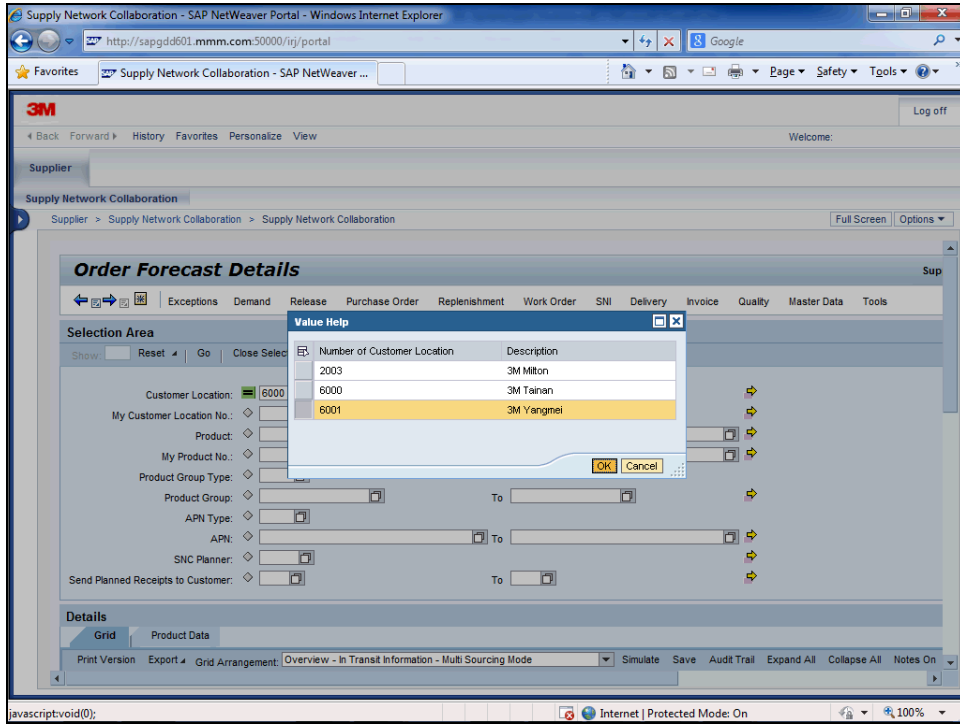 Supply Network Collaboration - SAP NetWeaver Portal - Windows Internet Explorer
http://sapgdd601.mmm.com:50000/irj/portal
Google
Favorites
Supply Network Collaboration - SAP NetWeaver ...
Page Safety Tools
3M
Log off
Back Forward History Favorites Personalize View
Welcome:
Supplier
Supply Network Collaboration
Supplier > Supply Network Collaboration > Supply Network Collaboration
Full Screen Options
Order Forecast Details
Sup
Exceptions Demand Release Purchase Order Replenishment Work Order SNI Delivery Invoice Quality Master Data Tools
Selection Area
Show: Reset Go Close Selec
Value Help
Number of Customer Location Description
2003 3M Milton
6000 3M Tainan
6001 3M Yangmei
OK Cancel
Customer Location: 6000
My Customer Location No.:
Product:
My Product No.:
Product Group Type:
Product Group: To
APN Type:
APN: To
SNC Planner:
Send Planned Receipts to Customer: To
Details
Grid Product Data
Print Version Export Grid Arrangement: Overview - In Transit Information - Multi Sourcing Mode Simulate Save Audit Trail Expand All Collapse All Notes On
javascript:void(0);
Internet | Protected Mode: On
100%